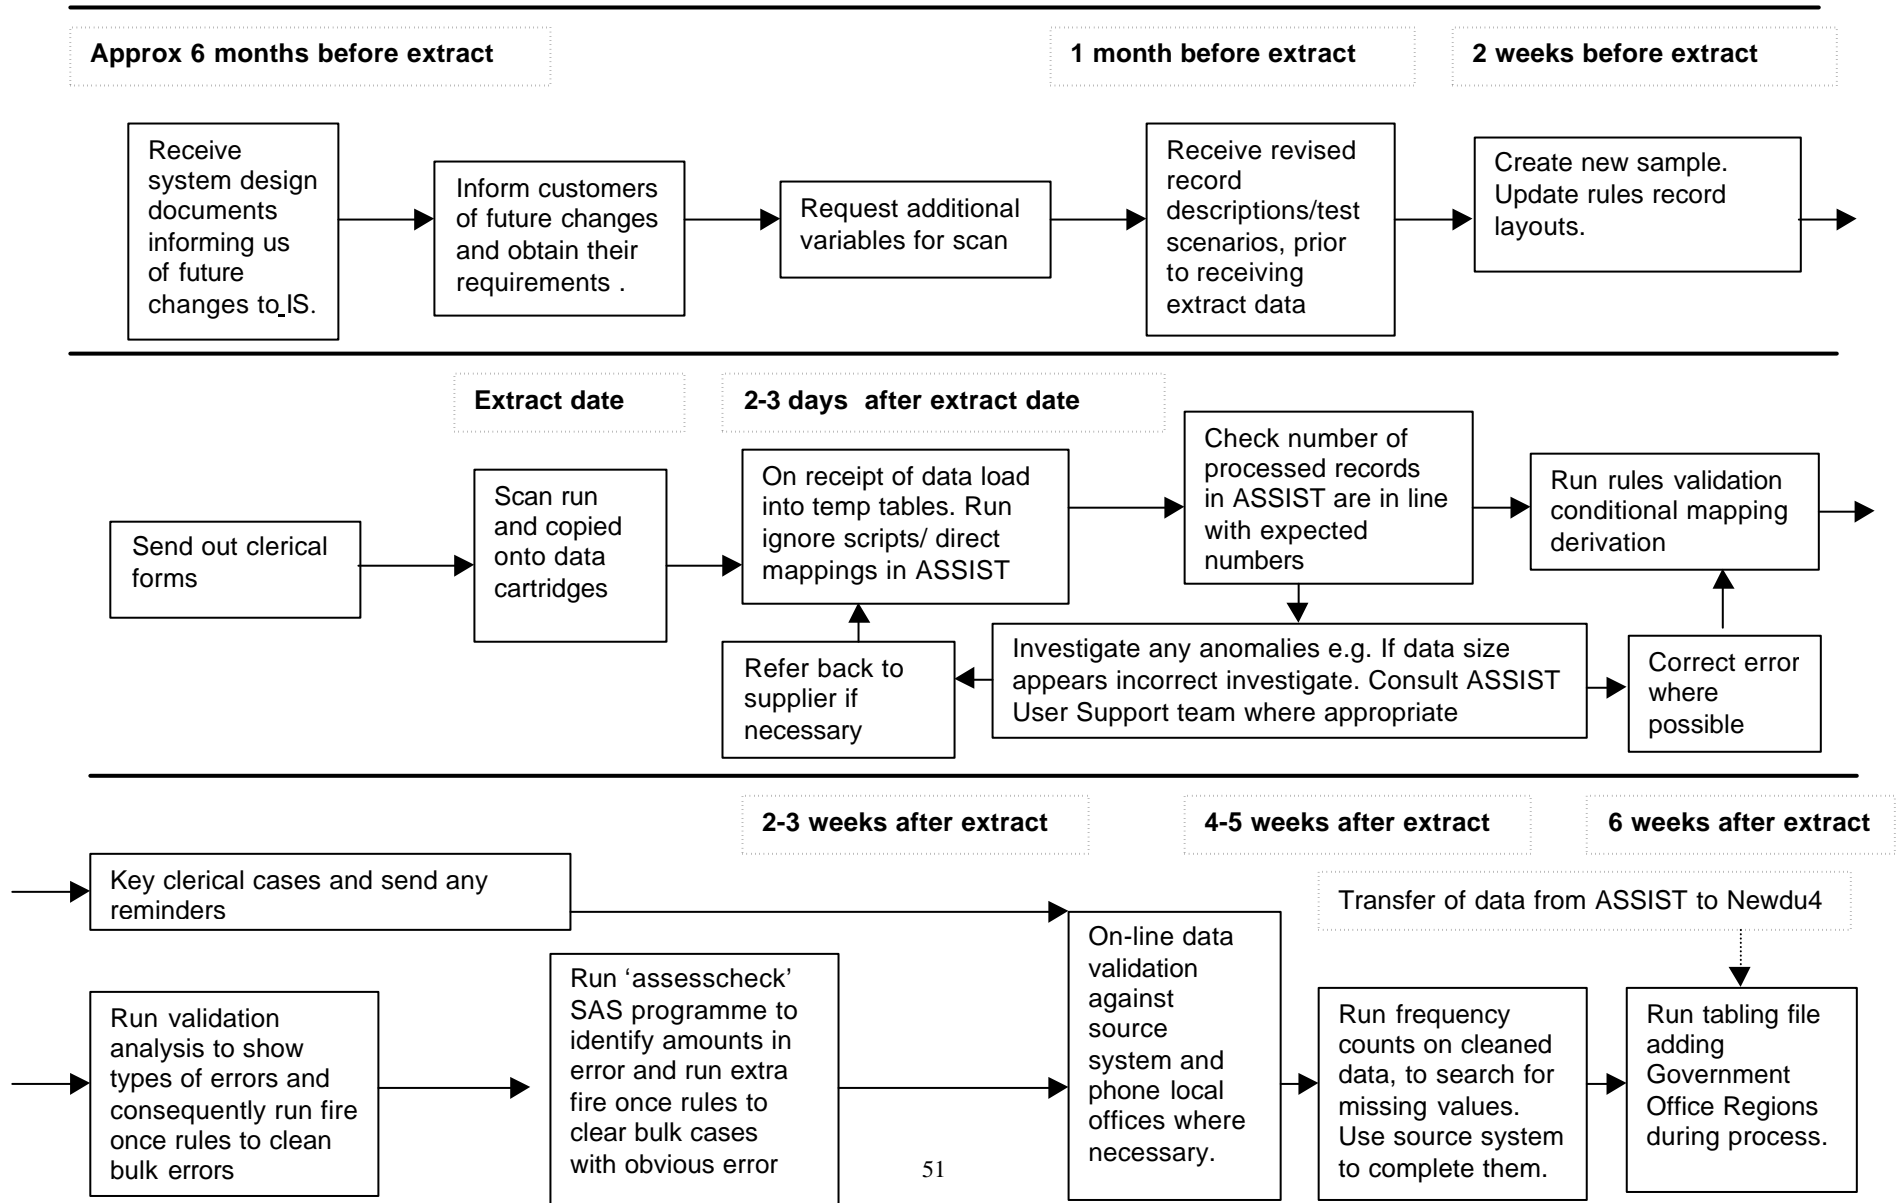 Approx 6 months before extract
1 month before extract
2 weeks before extract
Receive
system design
documents
informing us
of future
changes to IS.
Inform customers
of future changes
and obtain their
requirements .
Request additional
variables for scan
Receive revised
record
descriptions/test
scenarios, prior
to receiving
extract data
Create new sample.
Update rules record
layouts.
Extract date
2-3 days  after extract date
Send out clerical
forms
Scan run
and copied
onto data
cartridges
On receipt of data load
into temp tables. Run
ignore scripts/ direct
mappings in ASSIST
Check number of
processed records
in ASSIST are in line
with expected
numbers
Run rules validation
conditional mapping
derivation
Refer back to
supplier if
necessary
Investigate any anomalies e.g. If data size
appears incorrect investigate. Consult ASSIST
User Support team where appropriate
Correct error
where
possible
2-3 weeks after extract
4-5 weeks after extract
6 weeks after extract
Key clerical cases and send any
reminders
Transfer of data from ASSIST to Newdu4
Run validation
analysis to show
types of errors and
consequently run fire
once rules to clean
bulk errors
Run ‘assesscheck’
SAS programme to
identify amounts in
error and run extra
fire once rules to
clear bulk cases
with obvious error
On-line data
validation
against
source
system and
phone local
offices where
necessary.
Run frequency
counts on cleaned
data, to search for
missing values.
Use source system
to complete them.
Run tabling file
adding
Government
Office Regions
during process.
51